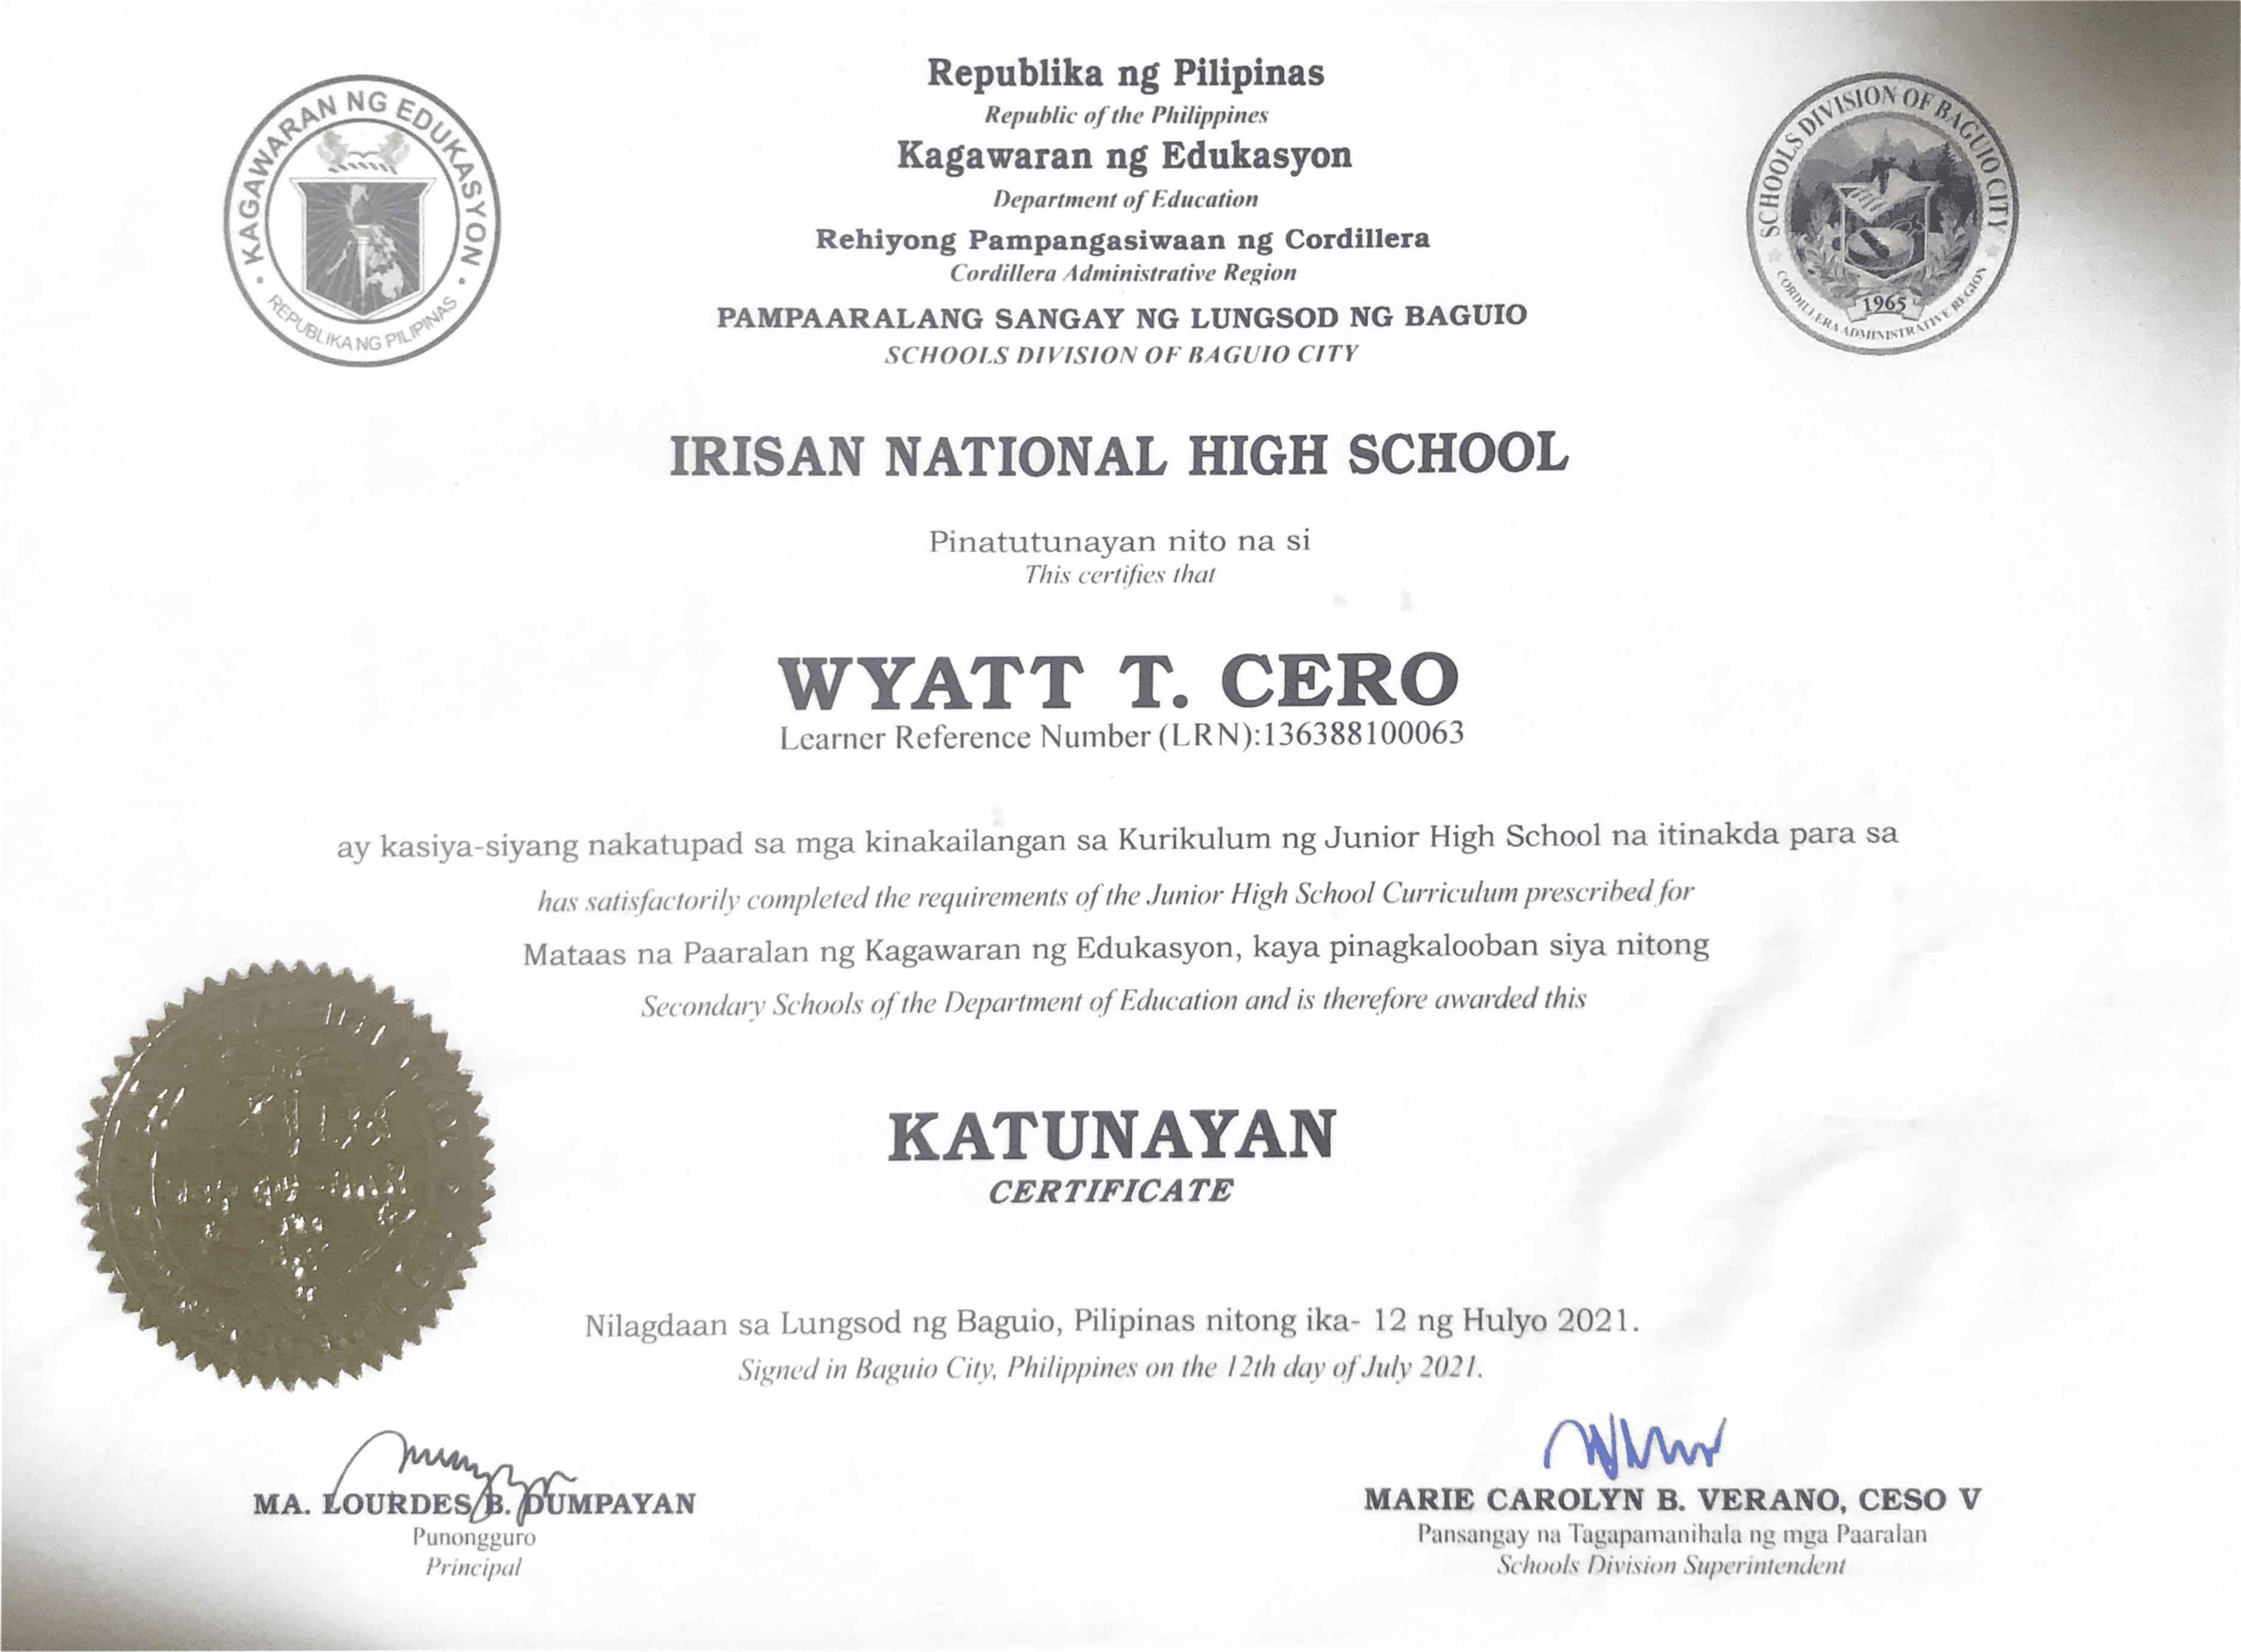 KAGAWARAN NG EDUKASYON
REPUBLIKA NG PILIPINAS
Republika ng Pilipinas
Republic of the Philippines
Kagawaran ng Edukasyon
Department of Education
Rehiyong Pampangasiwaan ng Cordillera
Cordillera Administrative Region
PAMPAARALANG SANGAY NG LUNGSOD NG BAGUIO
SCHOOLS DIVISION OF BAGUIO CITY
SCHOOLS DIVISION OF BAGUIO CITY
1965
CORDILLERA ADMINISTRATIVE REGION
IRISAN NATIONAL HIGH SCHOOL
Pinatutunayan nito na si
This certifies that
WYATT T. CERO
Learner Reference Number (LRN):136388100063
ay kasiya-siyang nakatupad sa mga kinakailangan sa Kurikulum ng Junior High School na itinakda para sa
has satisfactorily completed the requirements of the Junior High School Curriculum prescribed for
Mataas na Paaralan ng Kagawaran ng Edukasyon, kaya pinagkalooban siya nitong
Secondary Schools of the Department of Education and is therefore awarded this
KATUNAYAN
CERTIFICATE
Nilagdaan sa Lungsod ng Baguio, Pilipinas nitong ika- 12 ng Hulyo 2021.
Signed in Baguio City, Philippines on the 12th day of July 2021.
MA. LOURDES B. DUMPAYAN
Punongguro
Principal
MARIE CAROLYN B. VERANO, CESO V
Pansangay na Tagapamanihala ng mga Paaralan
Schools Division Superintendent